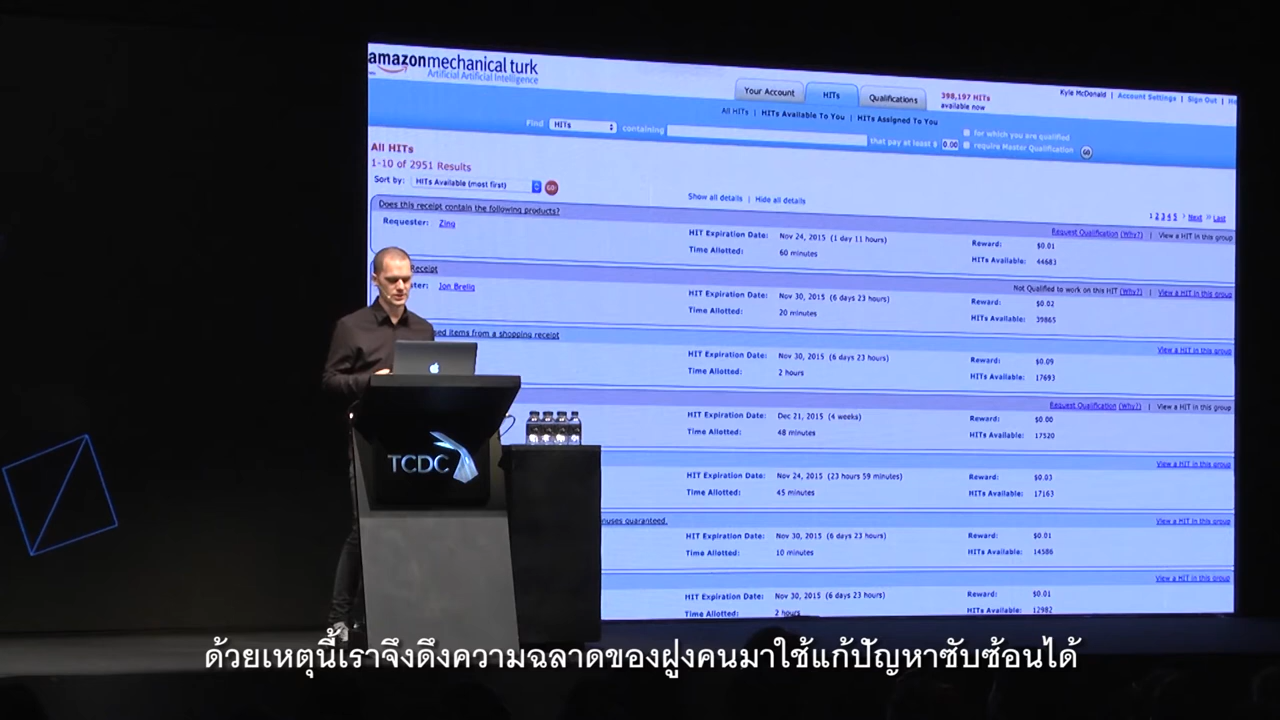 amazonmechanical turk
Artificial Artificial Intelligence
Your Account HITs Qualifications 398,197 HITs available now
Kyle McDonald | Account Settings | Sign Out |
All HITs | HITs Available To You | HITs Assigned To You
Find HITs containing that pay at least $ 0.00 for which you are qualified
require Master Qualification GO
All HITs
1-10 of 2951 Results
Sort by: HITs Available (most first) GO!
Show all details | Hide all details
1 2 3 4 5 › Next » Last
Does this receipt contain the following products?
Request Qualification (Why?) | View a HIT in this group
Requester: Zing
HIT Expiration Date: Nov 24, 2015 (1 day 11 hours) Reward: $0.01
Time Allotted: 60 minutes HITs Available: 44683
Receipt
Not Qualified to work on this HIT (Why?) | View a HIT in this group
ster: Jon Brelig
HIT Expiration Date: Nov 30, 2015 (6 days 23 hours) Reward: $0.02
Time Allotted: 20 minutes HITs Available: 39865
sed items from a shopping receipt
View a HIT in this group
HIT Expiration Date: Nov 30, 2015 (6 days 23 hours) Reward: $0.09
Time Allotted: 2 hours HITs Available: 17693
Request Qualification (Why?) | View a HIT in this group
HIT Expiration Date: Dec 21, 2015 (4 weeks) Reward: $0.00
Time Allotted: 48 minutes HITs Available: 17520
View a HIT in this group
HIT Expiration Date: Nov 24, 2015 (23 hours 59 minutes) Reward: $0.03
Time Allotted: 45 minutes HITs Available: 17163
nuses guaranteed.
View a HIT in this group
HIT Expiration Date: Nov 30, 2015 (6 days 23 hours) Reward: $0.01
Time Allotted: 10 minutes HITs Available: 14586
View a HIT in this group
HIT Expiration Date: Nov 30, 2015 (6 days 23 hours) Reward: $0.01
Time Allotted: 2 hours HITs Available: 12982
TCDC
ด้วยเหตุนี้เราจึงดึงความฉลาดของฝูงคนมาใช้แก้ปัญหาซับซ้อนได้